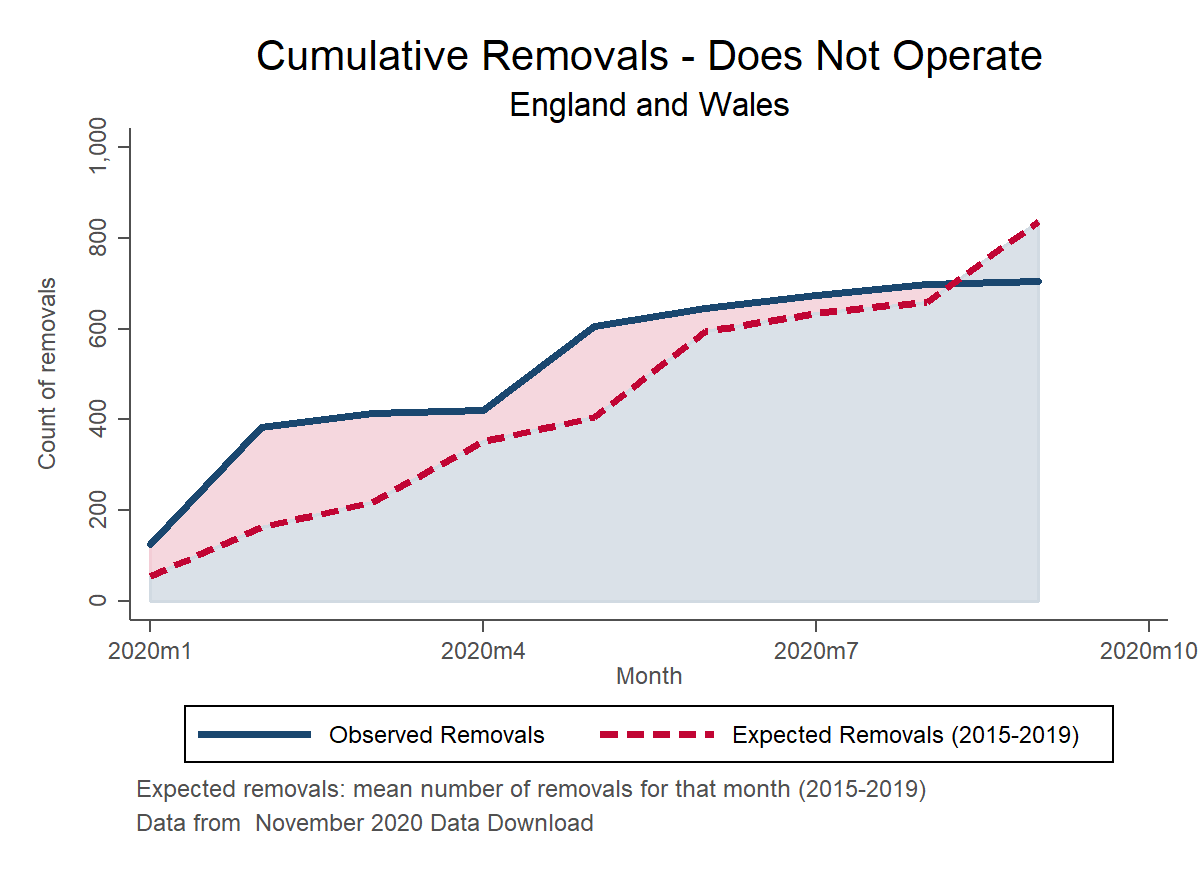 Cumulative Removals - Does Not Operate
England and Wales
1,000
800
600
400
200
0
Count of removals
2020m1 2020m4 2020m7 2020m10
Month
Observed Removals Expected Removals (2015-2019)
Expected removals: mean number of removals for that month (2015-2019)
Data from  November 2020 Data Download